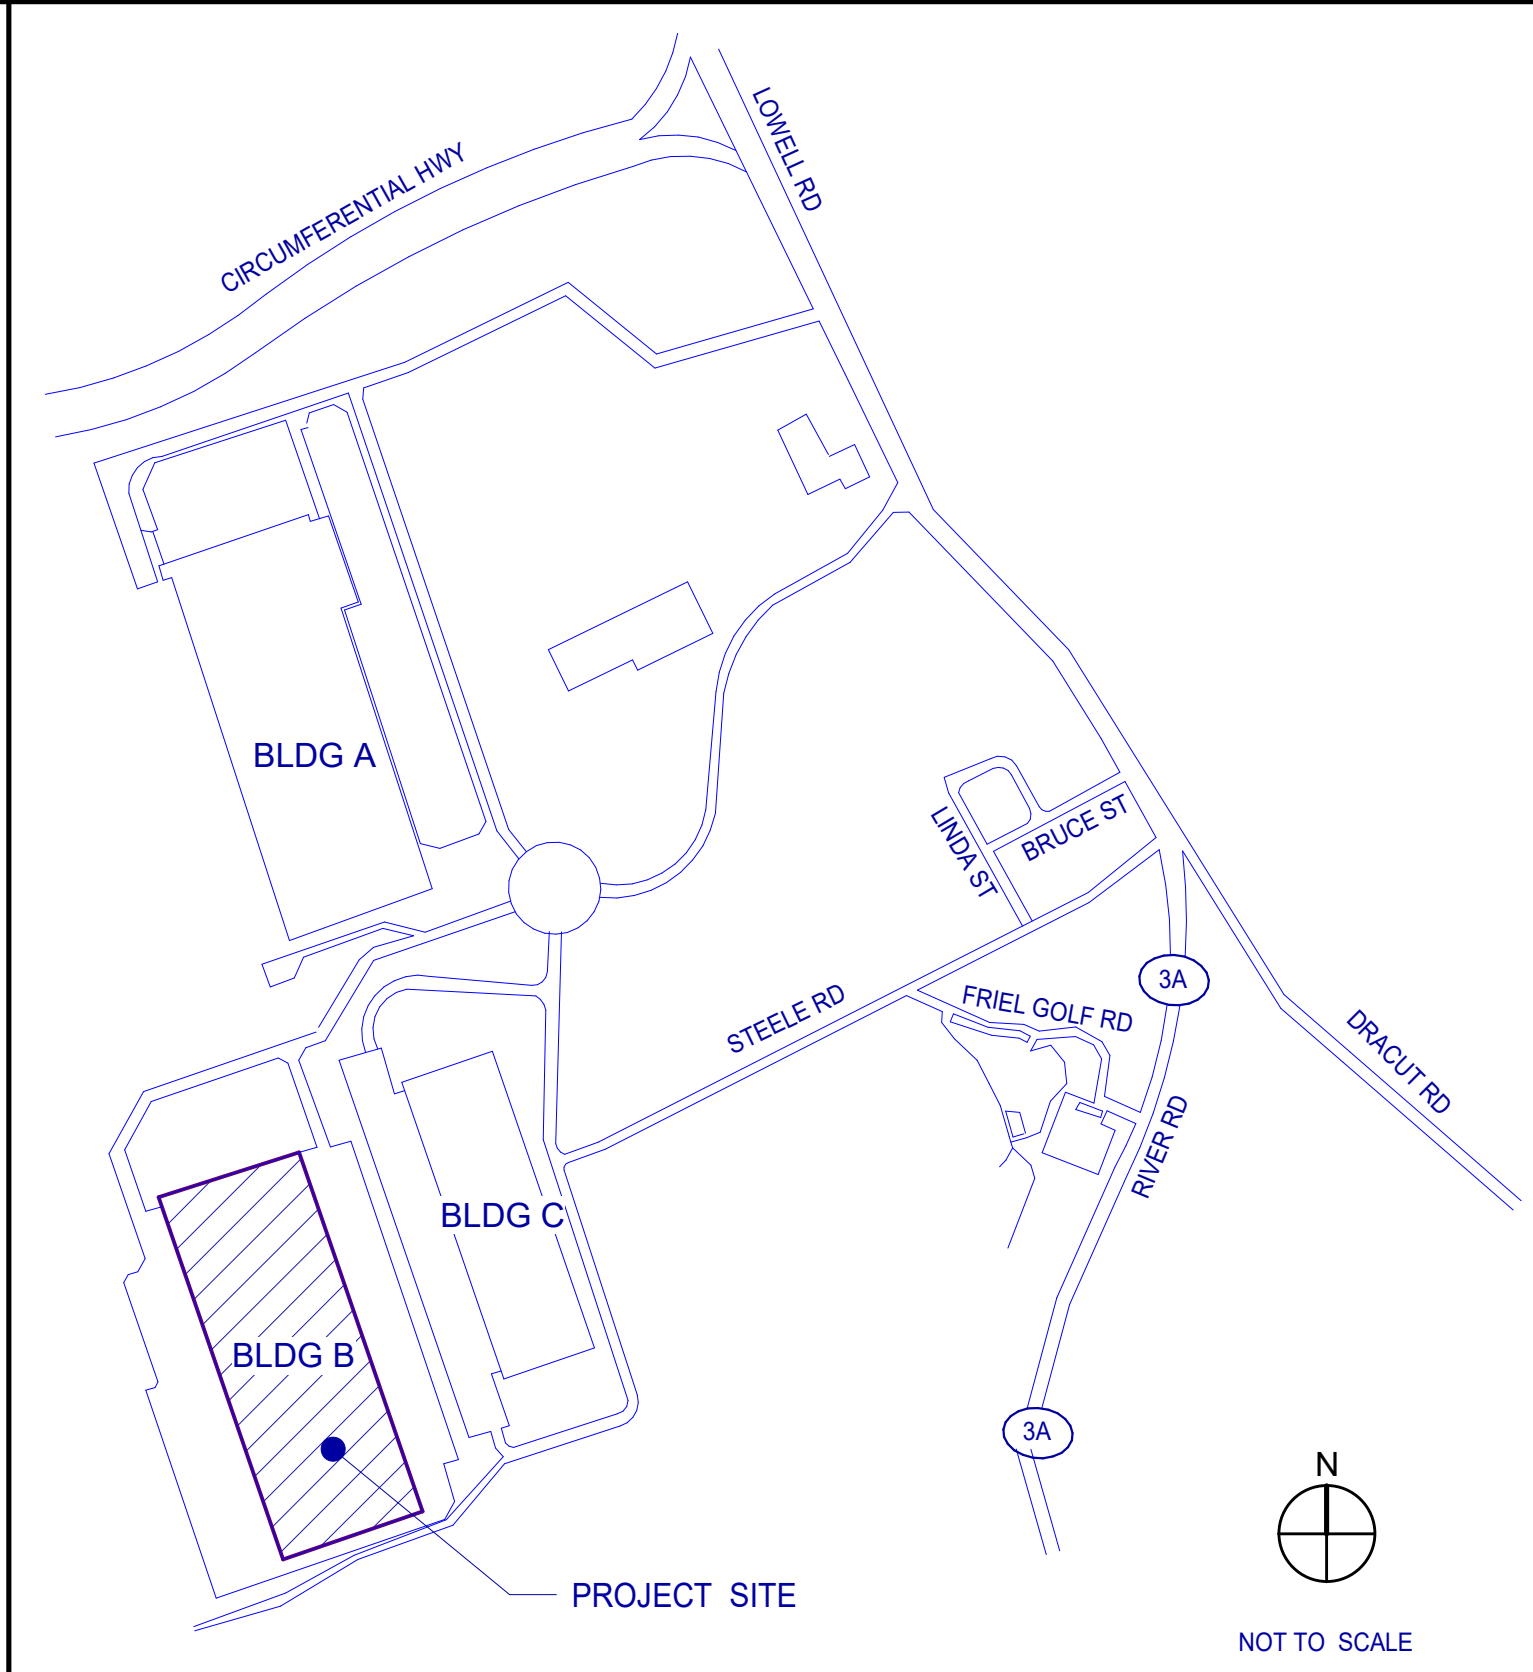 LOWELL RD
CIRCUMFERENTIAL HWY
BLDG A
LINDA ST
BRUCE ST
3A
STEELE RD
FRIEL GOLF RD
DRACUT RD
RIVER RD
BLDG C
BLDG B
3A
N
PROJECT SITE
NOT TO SCALE